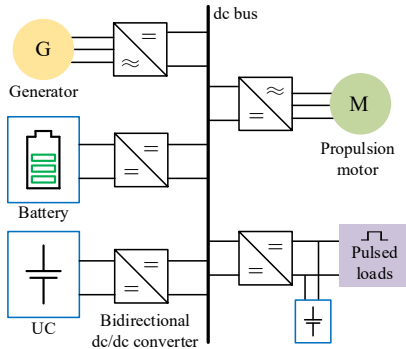 dc bus
G
Generator
M
Propulsion
motor
Battery
Pulsed
loads
UC
Bidirectional
dc/dc converter